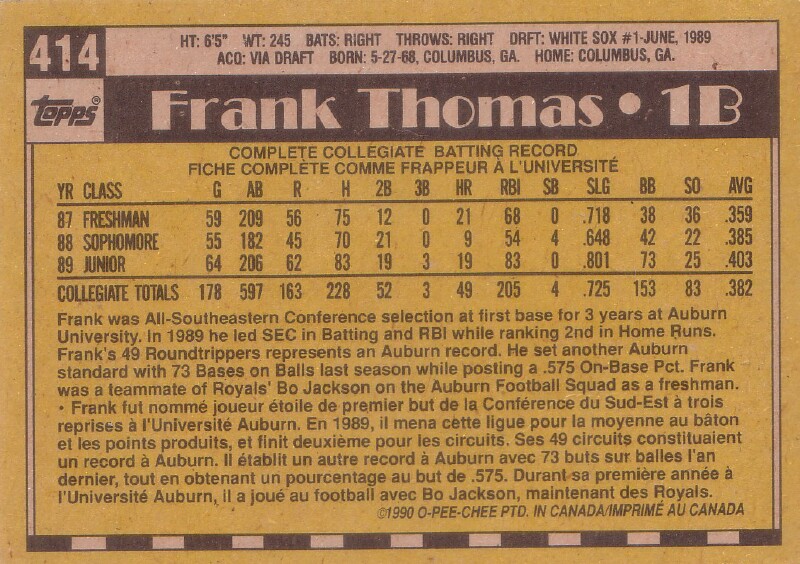 414
HT: 6'5" WT: 245 BATS: RIGHT THROWS: RIGHT DRFT: WHITE SOX #1-JUNE, 1989
ACQ: VIA DRAFT BORN: 5-27-68, COLUMBUS, GA. HOME: COLUMBUS, GA.
Topps®
Frank Thomas • 1B
COMPLETE COLLEGIATE BATTING RECORD
FICHE COMPLÈTE COMME FRAPPEUR À L'UNIVERSITÉ
YR CLASS G AB R H 2B 3B HR RBI SB SLG BB SO AVG
87 FRESHMAN 59 209 56 75 12 0 21 68 0 .718 38 36 .359
88 SOPHOMORE 55 182 45 70 21 0 9 54 4 .648 42 22 .385
89 JUNIOR 64 206 62 83 19 3 19 83 0 .801 73 25 .403
COLLEGIATE TOTALS 178 597 163 228 52 3 49 205 4 .725 153 83 .382
Frank was All-Southeastern Conference selection at first base for 3 years at Auburn
University. In 1989 he led SEC in Batting and RBI while ranking 2nd in Home Runs.
Frank's 49 Roundtrippers represents an Auburn record. He set another Auburn
standard with 73 Bases on Balls last season while posting a .575 On-Base Pct. Frank
was a teammate of Royals' Bo Jackson on the Auburn Football Squad as a freshman.
• Frank fut nommé joueur étoile de premier but de la Conférence du Sud-Est à trois
reprises à l'Université Auburn. En 1989, il mena cette ligue pour la moyenne au bâton
et les points produits, et finit deuxième pour les circuits. Ses 49 circuits constituaient
un record à Auburn. Il établit un autre record à Auburn avec 73 buts sur balles l'an
dernier, tout en obtenant un pourcentage au but de .575. Durant sa première année à
l'Université Auburn, il a joué au football avec Bo Jackson, maintenant des Royals.
©1990 O-PEE-CHEE PTD. IN CANADA/IMPRIMÉ AU CANADA